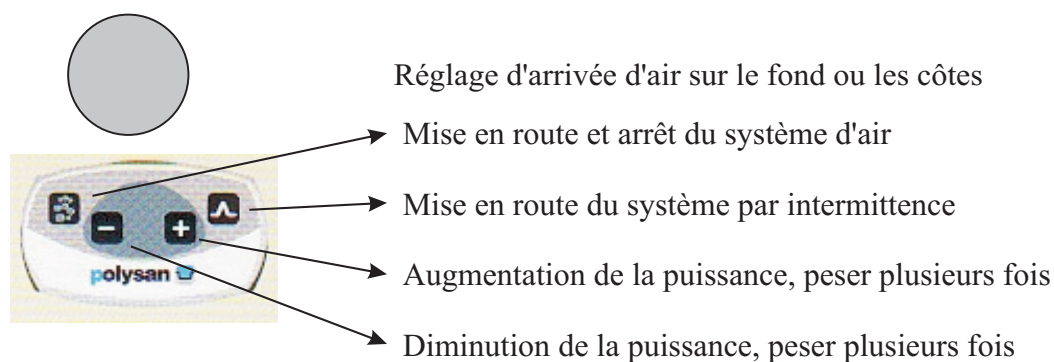 Réglage d'arrivée d'air sur le fond ou les côtes
Mise en route et arrêt du système d'air
Mise en route du système par intermittence
polysan
Augmentation de la puissance, peser plusieurs fois
Diminution de la puissance, peser plusieurs fois